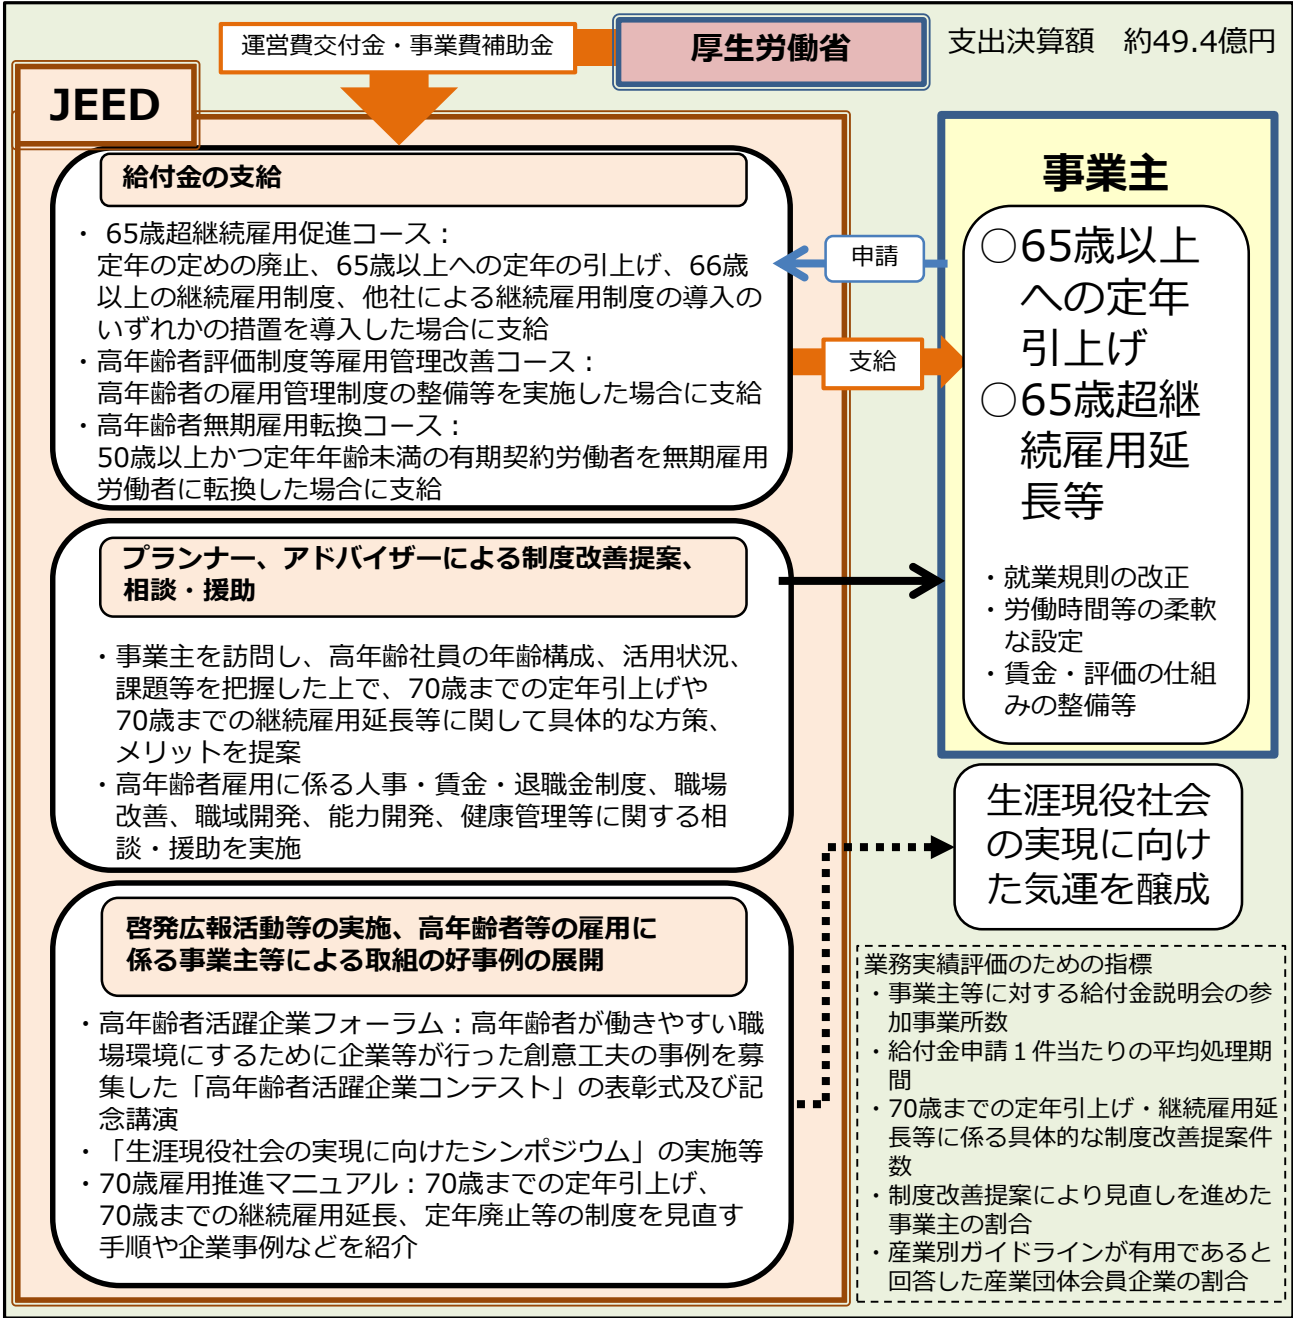 運営費交付金・事業費補助金
厚生労働省
支出決算額　約49.4億円
JEED
給付金の支給
・ 65歳超継続雇用促進コース：
定年の定めの廃止、65歳以上への定年の引上げ、66歳
以上の継続雇用制度、他社による継続雇用制度の導入の
いずれかの措置を導入した場合に支給
・高年齢者評価制度等雇用管理改善コース：
高年齢者の雇用管理制度の整備等を実施した場合に支給
・高年齢者無期雇用転換コース：
50歳以上かつ定年年齢未満の有期契約労働者を無期雇用
労働者に転換した場合に支給
申請
支給
事業主
○65歳以上
への定年
引上げ
○65歳超継
続雇用延
長等
・就業規則の改正
・労働時間等の柔軟
な設定
・賃金・評価の仕組
みの整備等
プランナー、アドバイザーによる制度改善提案、
相談・援助
・事業主を訪問し、高年齢社員の年齢構成、活用状況、
課題等を把握した上で、70歳までの定年引上げや
70歳までの継続雇用延長等に関して具体的な方策、
メリットを提案
・高年齢者雇用に係る人事・賃金・退職金制度、職場
改善、職域開発、能力開発、健康管理等に関する相
談・援助を実施
生涯現役社会
の実現に向け
た気運を醸成
啓発広報活動等の実施、高年齢者等の雇用に
係る事業主等による取組の好事例の展開
・高年齢者活躍企業フォーラム：高年齢者が働きやすい職
場環境にするために企業等が行った創意工夫の事例を募
集した「高年齢者活躍企業コンテスト」の表彰式及び記
念講演
・「生涯現役社会の実現に向けたシンポジウム」の実施等
・70歳雇用推進マニュアル：70歳までの定年引上げ、
70歳までの継続雇用延長、定年廃止等の制度を見直す
手順や企業事例などを紹介
業務実績評価のための指標
・事業主等に対する給付金説明会の参
加事業所数
・給付金申請１件当たりの平均処理期
間
・70歳までの定年引上げ・継続雇用延
長等に係る具体的な制度改善提案件
数
・制度改善提案により見直しを進めた
事業主の割合
・産業別ガイドラインが有用であると
回答した産業団体会員企業の割合